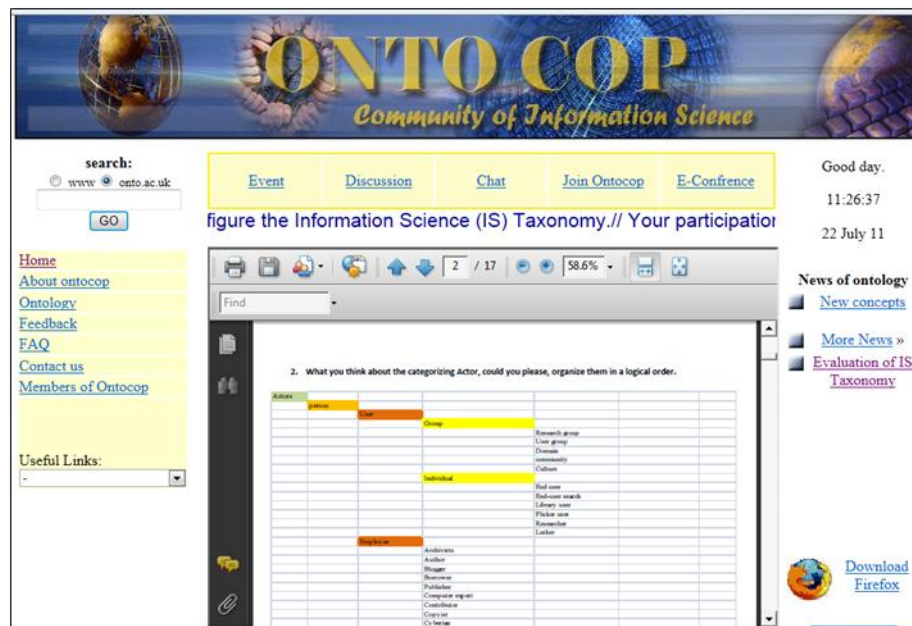 ONTO COP
Community of Information Science
search:
www onto.ac.uk
GO
Home
About ontocop
Ontology
Feedback
FAQ
Contact us
Members of Ontocop
Useful Links:
-
Event Discussion Chat Join Ontocop E-Confrence
figure the Information Science (IS) Taxonomy.// Your participation
2 / 17 58.6%
Find
2. What you think about the categorizing Actor, could you please, organize them in a logical order.
Actors
person
User
Group
Research group
User group
Domain
community
Culture
Individual
End user
End-user search
Library user
Flicker user
Researcher
Lurker
Employee
Archivists
Author
Blogger
Borrower
Publisher
Computer expert
Contributor
Copyist
Cyberian
Good day.
11:26:37
22 July 11
News of ontology
New concepts
More News »
Evaluation of IS
Taxonomy
Download
Firefox